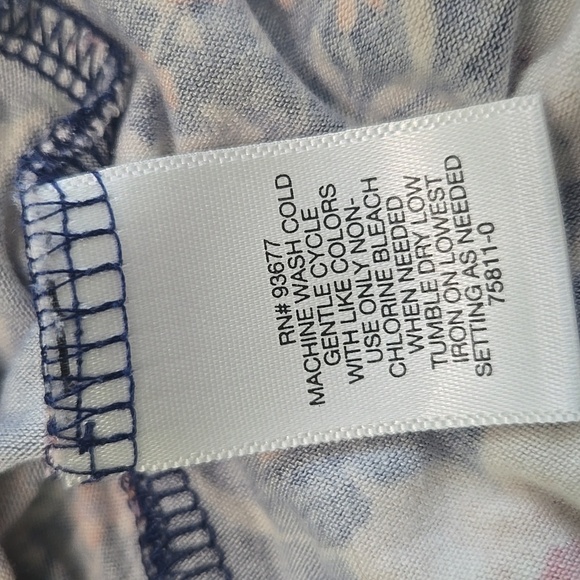 RN# 93677
MACHINE WASH COLD
GENTLE CYCLE
WITH LIKE COLORS
USE ONLY NON-
CHLORINE BLEACH
WHEN NEEDED
TUMBLE DRY LOW
IRON ON LOWEST
SETTING AS NEEDED
75811-0